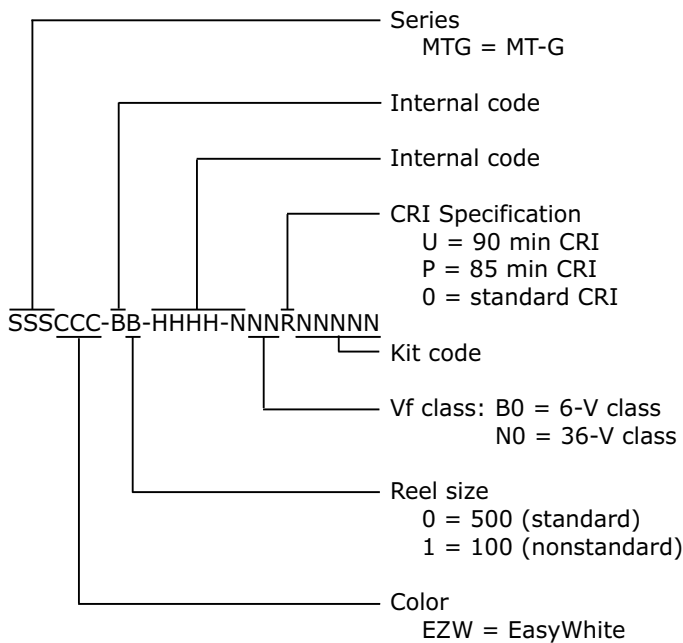 Series
MTG = MT-G
Internal code
Internal code
CRI Specification
U = 90 min CRI
P = 85 min CRI
0 = standard CRI
SSSCCC-BB-HHHH-NNNRNNNNN
Kit code
Vf class: B0 = 6-V class
N0 = 36-V class
Reel size
0 = 500 (standard)
1 = 100 (nonstandard)
Color
EZW = EasyWhite